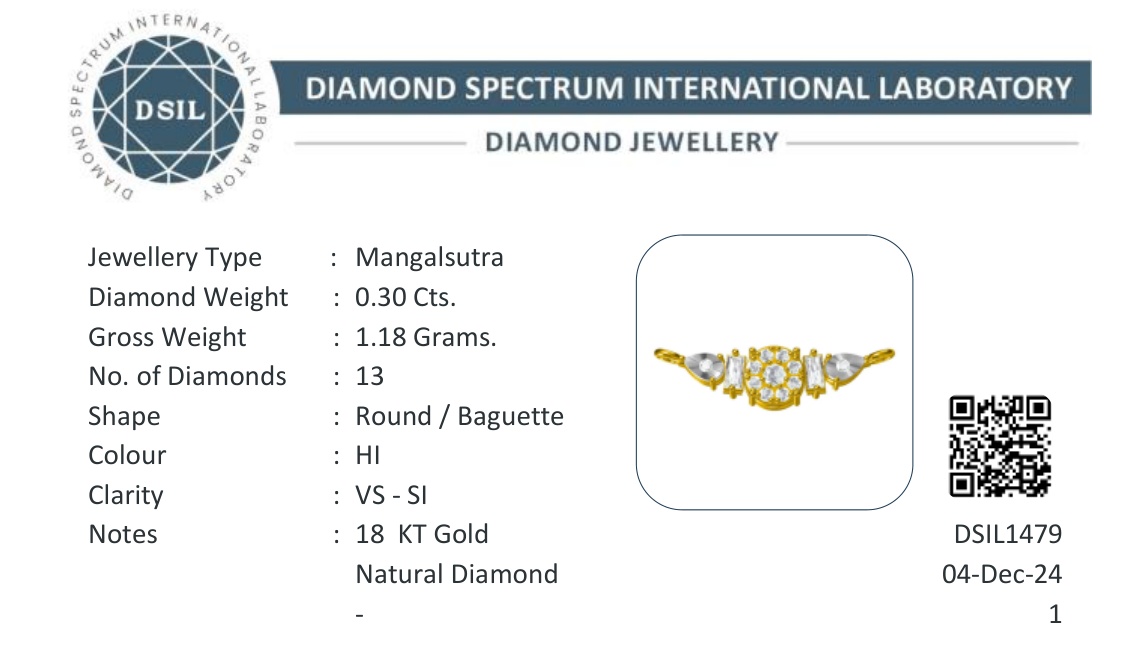 DIAMOND SPECTRUM INTERNATIONAL LABORATORY
DSIL
DIAMOND SPECTRUM INTERNATIONAL LABORATORY
DIAMOND JEWELLERY
Jewellery Type : Mangalsutra
Diamond Weight : 0.30 Cts.
Gross Weight : 1.18 Grams.
No. of Diamonds : 13
Shape : Round / Baguette
Colour : HI
Clarity : VS - SI
Notes : 18 KT Gold
Natural Diamond
-
DSIL1479
04-Dec-24
1